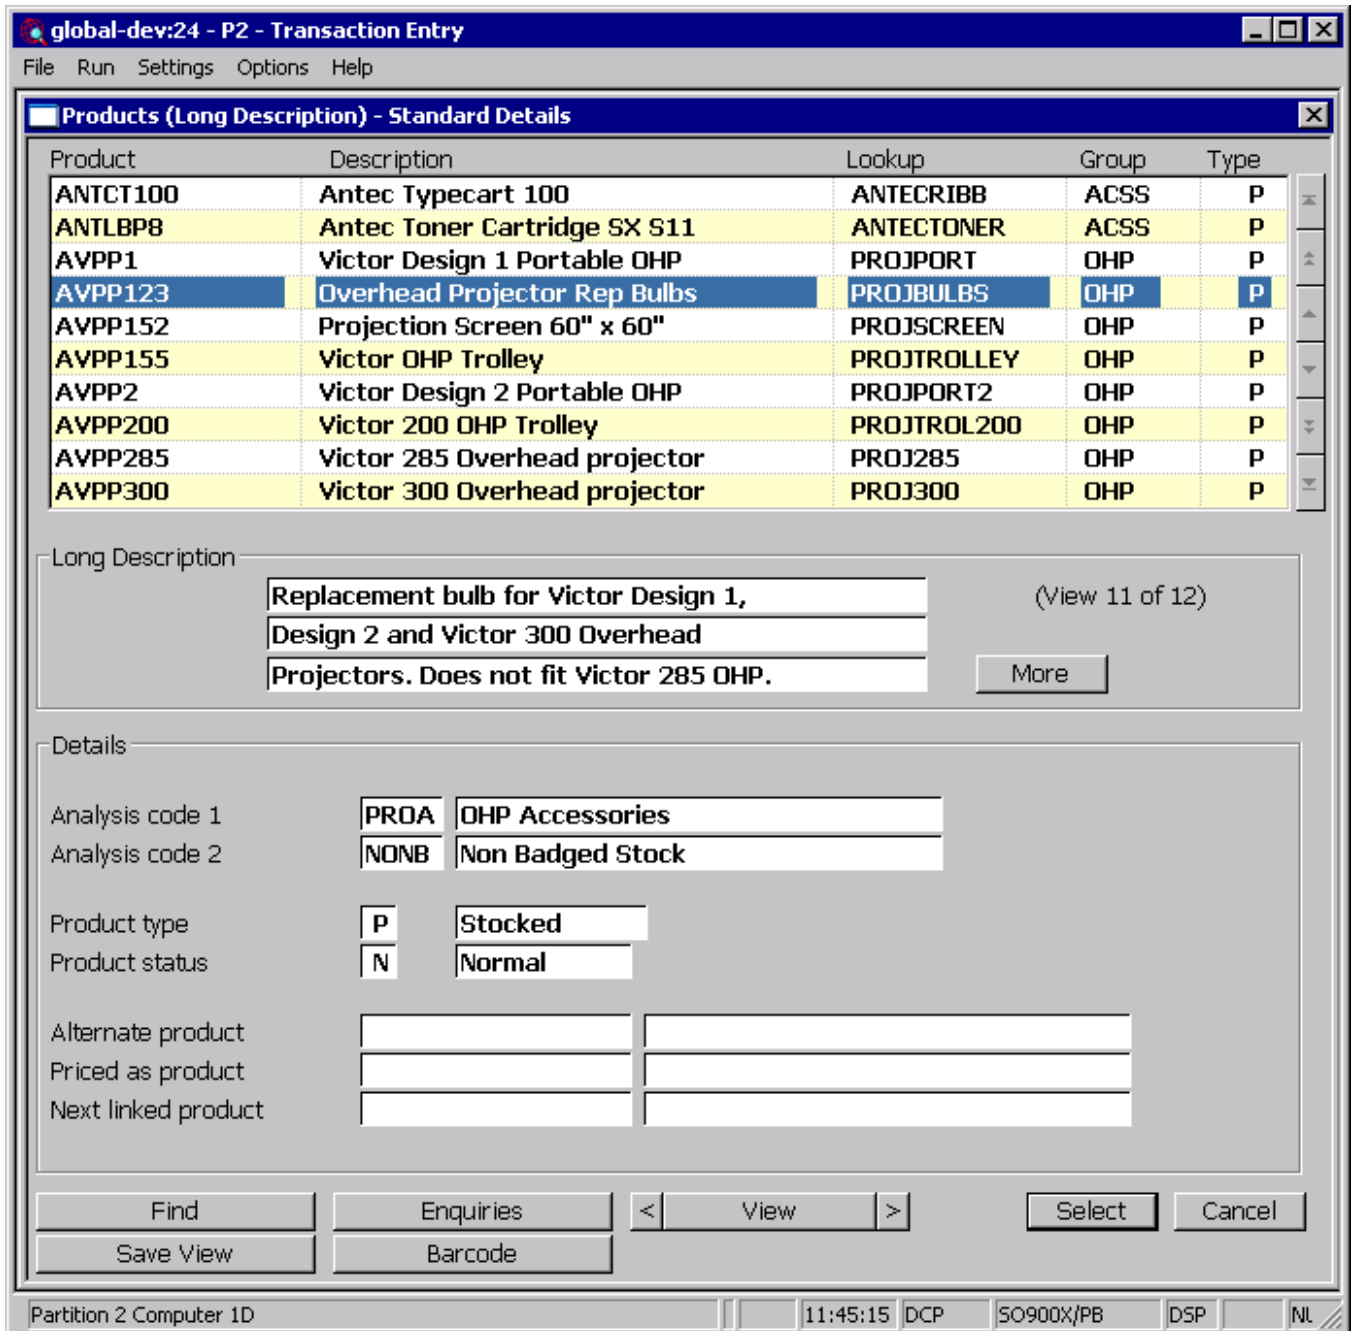 global-dev:24 - P2 - Transaction Entry
File Run Settings Options Help
Products (Long Description) - Standard Details
Product Description Lookup Group Type
ANTCT100 Antec Typecart 100 ANTECRIBB ACSS P
ANTLBP8 Antec Toner Cartridge SX S11 ANTECTONER ACSS P
AVPP1 Victor Design 1 Portable OHP PROJPORT OHP P
AVPP123 Overhead Projector Rep Bulbs PROJBULBS OHP P
AVPP152 Projection Screen 60" x 60" PROJSCREEN OHP P
AVPP155 Victor OHP Trolley PROJTROLLEY OHP P
AVPP2 Victor Design 2 Portable OHP PROJPORT2 OHP P
AVPP200 Victor 200 OHP Trolley PROJTROL200 OHP P
AVPP285 Victor 285 Overhead projector PROJ285 OHP P
AVPP300 Victor 300 Overhead projector PROJ300 OHP P
Long Description
Replacement bulb for Victor Design 1, (View 11 of 12)
Design 2 and Victor 300 Overhead
Projectors. Does not fit Victor 285 OHP. More
Details
Analysis code 1 PROA OHP Accessories
Analysis code 2 NONB Non Badged Stock
Product type P Stocked
Product status N Normal
Alternate product
Priced as product
Next linked product
Find Enquiries < View > Select Cancel
Save View Barcode
Partition 2 Computer 1D 11:45:15 DCP SO900X/PB DSP